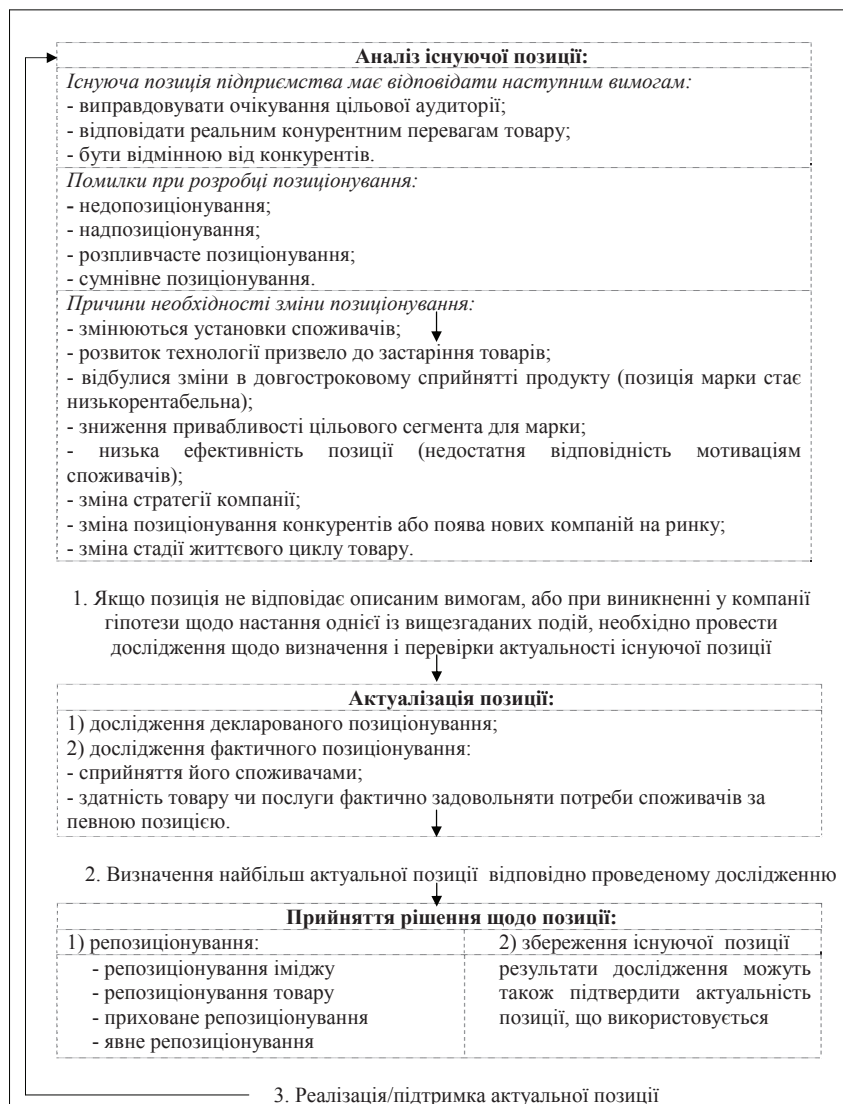 Аналіз існуючої позиції:
Існуюча позиція підприємства має відповідати наступним вимогам:
- виправдовувати очікування цільової аудиторії;
- відповідати реальним конурентним перевагам товару;
- бути відмінною від конкурентів.
Помилки при розробці позиціонування:
- недопозиціонування;
- надпозиціонування;
- розпливчасте позиціонування;
- сумнівне позиціонування.
Причини необхідності зміни позиціонування:
- змінюються установки споживачів;
- розвиток технології призвело до застаріння товарів;
- відбулися зміни в довгостроковому сприйнятті продукту (позиція марки стає
низькорентабельна);
- зниження привабливості цільового сегмента для марки;
- низька ефективність позиції (недостатня відповідність мотиваціям
споживачів);
- зміна стратегії компанії;
- зміна позиціонування конкурентів або поява нових компаній на ринку;
- зміна стадії життєвого циклу товару.
1. Якщо позиція не відповідає описаним вимогам, або при виникненні у компанії
гіпотези щодо настання однієї із вищезгаданих подій, необхідно провести
дослідження щодо визначення і перевірки актуальності існуючої позиції
Актуалізація позиції:
1) дослідження декларованого позиціонування;
2) дослідження фактичного позиціонування:
- сприйняття його споживачами;
- здатність товару чи послуги фактично задовольняти потреби споживачів за
певною позицією.
2. Визначення найбільш актуальної позиції відповідно проведеному дослідженню
Прийняття рішення щодо позиції:
1) репозиціонування:
- репозиціонування іміджу
- репозиціонування товару
- приховане репозиціонування
- явне репозиціонування
2) збереження існуючої позиції
результати дослідження можуть
також підтвердити актуальність
позиції, що використовується
3. Реалізація/підтримка актуальної позиції